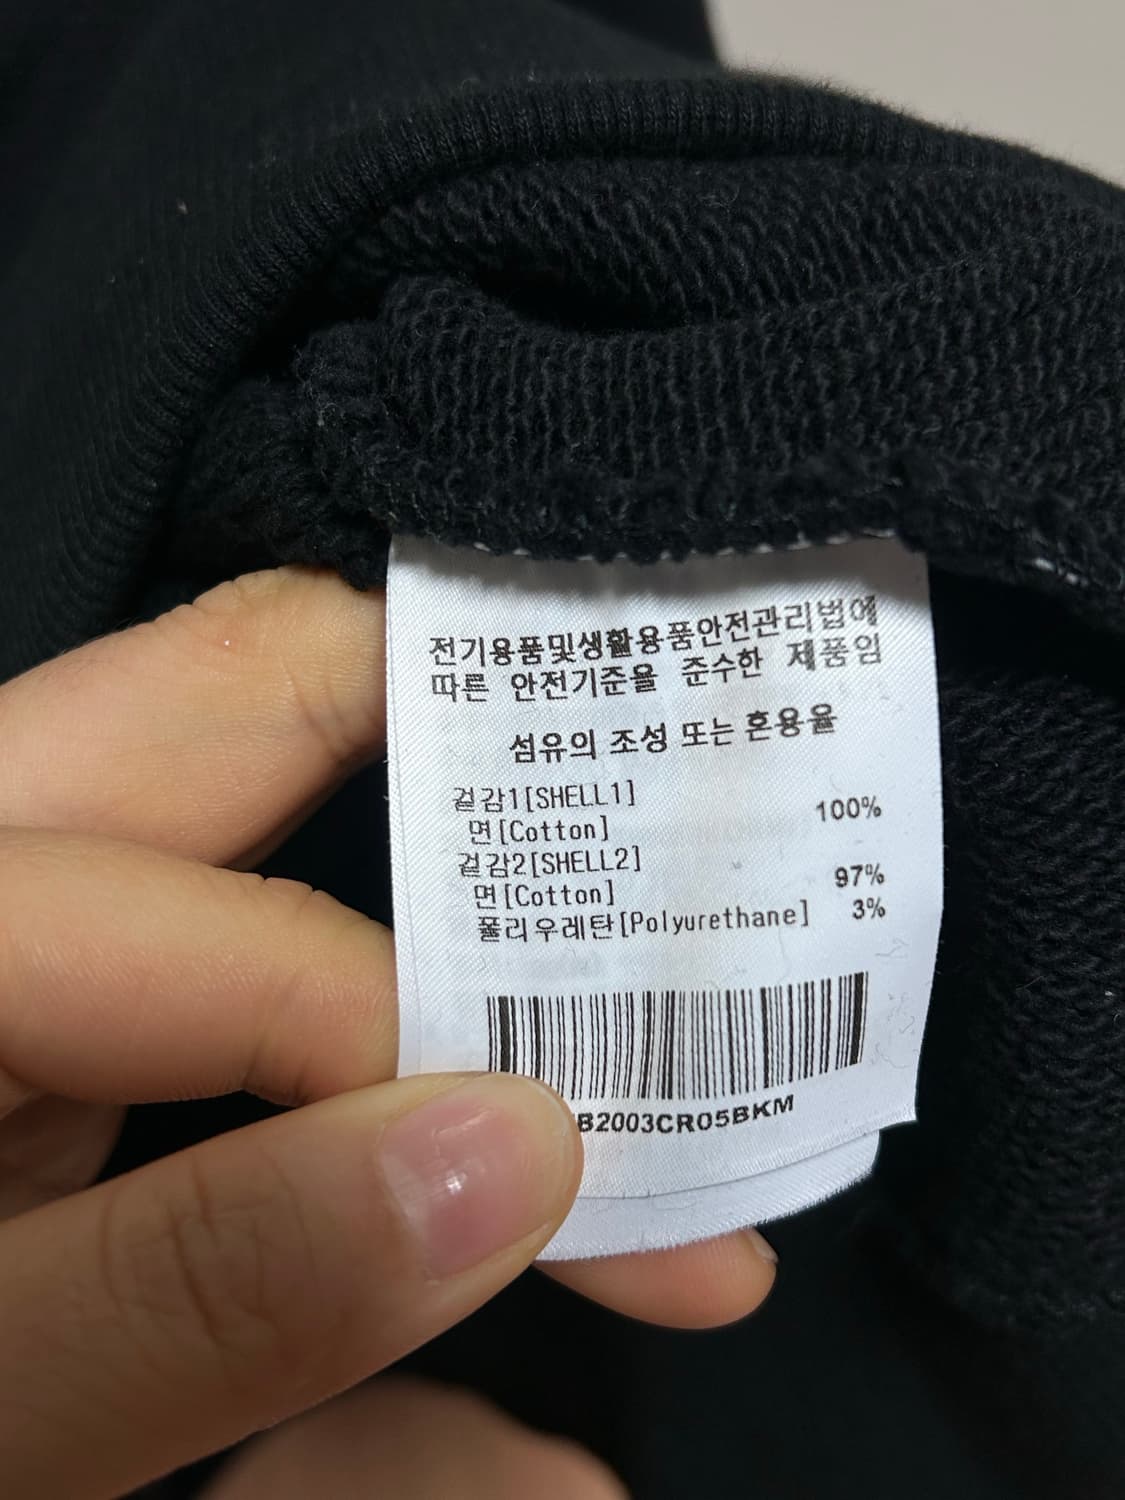 전기용품및생활용품안전관리법에
따른 안전기준을 준수한 제품임
섬유의 조성 또는 혼용율
겉감1[SHELL1]
면[Cotton] 100%
겉감2[SHELL2]
면[Cotton] 97%
폴리우레탄[Polyurethane] 3%
B2003CR05BKM